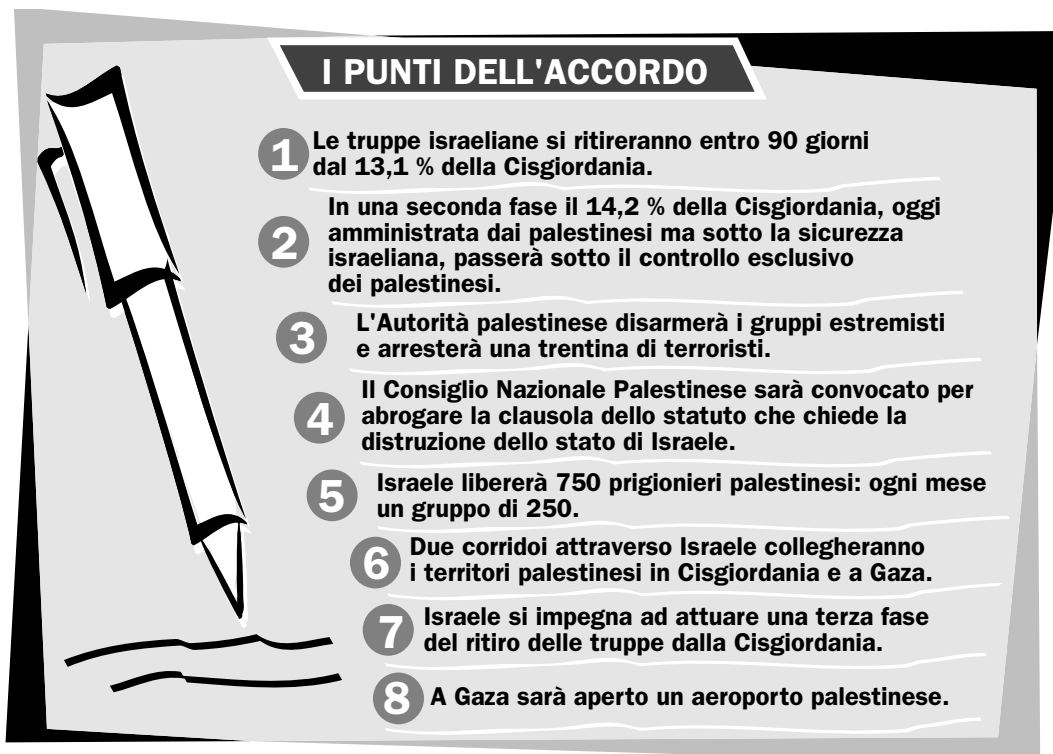 I PUNTI DELL'ACCORDO
1 Le truppe israeliane si ritireranno entro 90 giorni
dal 13,1 % della Cisgiordania.
2 In una seconda fase il 14,2 % della Cisgiordania, oggi
amministrata dai palestinesi ma sotto la sicurezza
israeliana, passerà sotto il controllo esclusivo
dei palestinesi.
3 L'Autorità palestinese disarmerà i gruppi estremisti
e arresterà una trentina di terroristi.
4 Il Consiglio Nazionale Palestinese sarà convocato per
abrogare la clausola dello statuto che chiede la
distruzione dello stato di Israele.
5 Israele libererà 750 prigionieri palestinesi: ogni mese
un gruppo di 250.
6 Due corridoi attraverso Israele collegheranno
i territori palestinesi in Cisgiordania e a Gaza.
7 Israele si impegna ad attuare una terza fase
del ritiro delle truppe dalla Cisgiordania.
8 A Gaza sarà aperto un aeroporto palestinese.